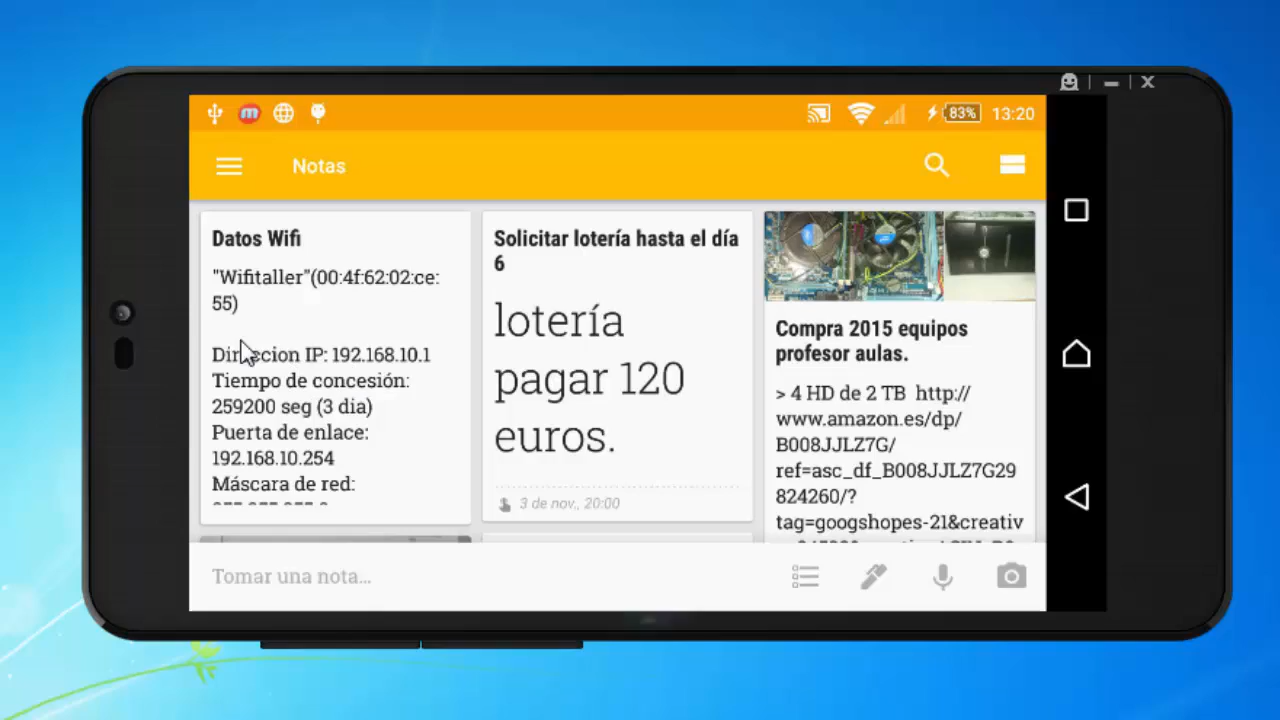 83%
13:20
Notas
Datos Wifi
"Wifitaller"(00:4f:62:02:ce:
55)
Direccion IP: 192.168.10.1
Tiempo de concesión:
259200 seg (3 dia)
Puerta de enlace:
192.168.10.254
Máscara de red:
Solicitar lotería hasta el día
6
lotería
pagar 120
euros.
3 de nov., 20:00
Compra 2015 equipos
profesor aulas.
> 4 HD de 2 TB http://
www.amazon.es/dp/
B008JJLZ7G/
ref=asc_df_B008JJLZ7G29
824260/?
tag=googshopes-21&creativ
Tomar una nota...